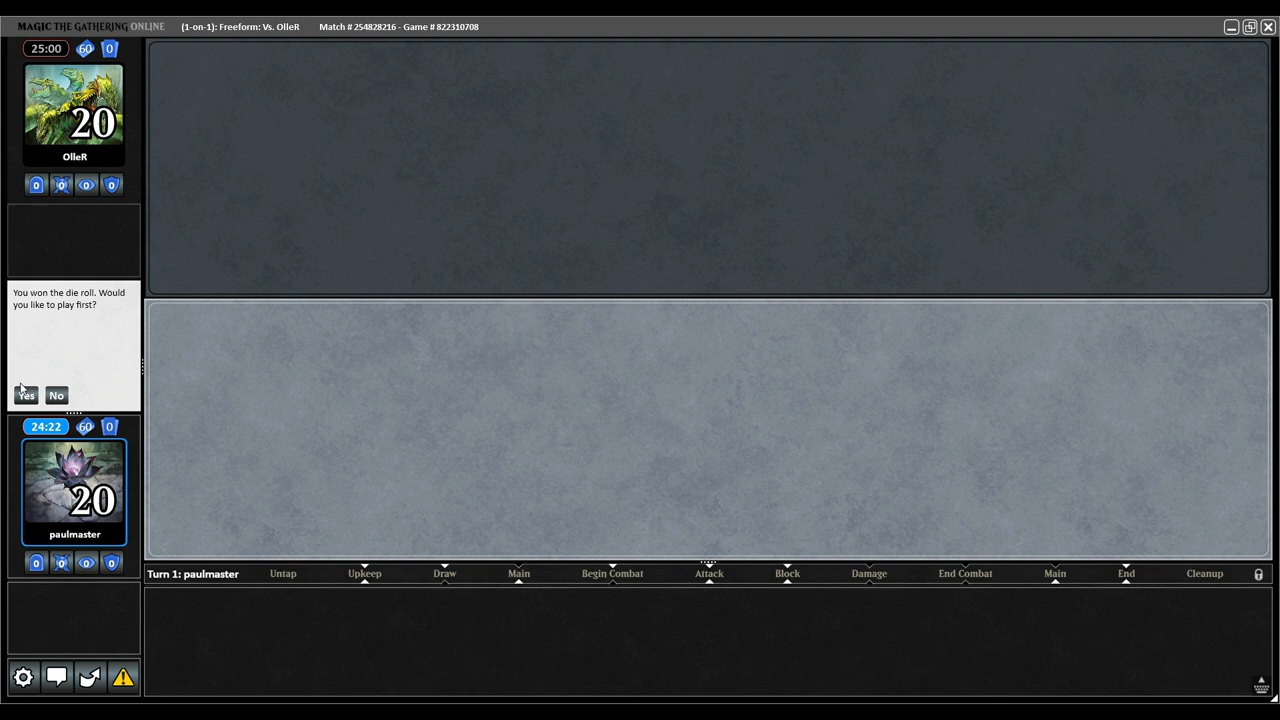 MAGIC THE GATHERING ONLINE (1-on-1): Freeform: Vs. OlleR Match # 254828216 - Game # 822310708
25:00 60 0
20
OlleR
0 0 0 0
You won the die roll. Would
you like to play first?
Yes No
24:22 60 0
20
paulmaster
0 0 0 0
Turn 1: paulmaster Untap Upkeep Draw Main Begin Combat Attack Block Damage End Combat Main End Cleanup